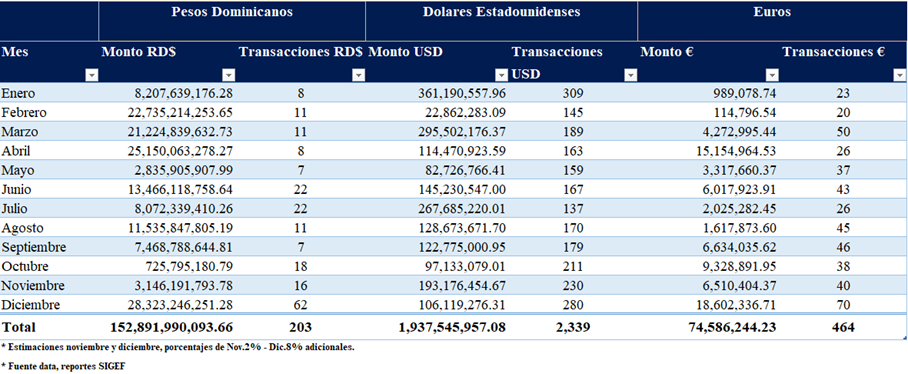 Pesos Dominicanos Dolares Estadounidenses Euros
Mes Monto RD$ Transacciones RD$ Monto USD Transacciones USD Monto € Transacciones €
Enero 8,207,639,176.28 8 361,190,557.96 309 989,078.74 23
Febrero 22,735,214,253.65 11 22,862,283.09 145 114,796.54 20
Marzo 21,224,839,632.73 11 295,502,176.37 189 4,272,995.44 50
Abril 25,150,063,278.27 8 114,470,923.59 163 15,154,964.53 26
Mayo 2,835,905,907.99 7 82,726,766.41 159 3,317,660.37 37
Junio 13,466,118,758.64 22 145,230,547.00 167 6,017,923.91 43
Julio 8,072,339,410.26 22 267,685,220.01 137 2,025,282.45 26
Agosto 11,535,847,805.19 11 128,673,671.70 170 1,617,873.60 45
Septiembre 7,468,788,644.81 7 122,775,000.95 179 6,634,035.62 46
Octubre 725,795,180.79 18 97,133,079.01 211 9,328,891.95 38
Noviembre 3,146,191,793.78 16 193,176,454.67 230 6,510,404.37 40
Diciembre 28,323,246,251.28 62 106,119,276.31 280 18,602,336.71 70
Total 152,891,990,093.66 203 1,937,545,957.08 2,339 74,586,244.23 464
* Estimaciones noviembre y diciembre, porcentajes de Nov.2% - Dic.8% adicionales.
* Fuente data, reportes SIGEF